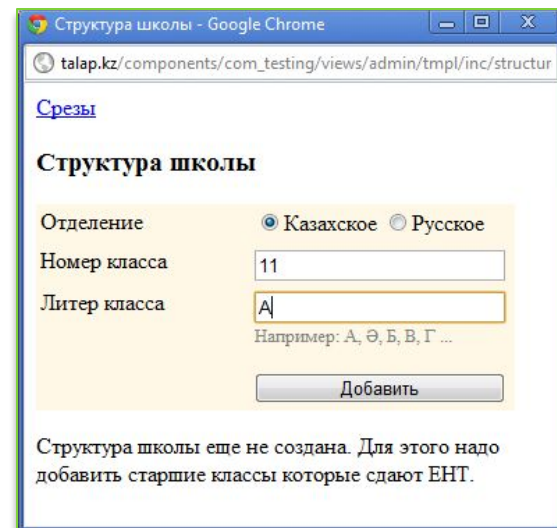 Структура школы - Google Chrome
talap.kz/components/com_testing/views/admin/tmpl/inc/structur
Срезы
Структура школы
Отделение Казахское Русское
Номер класса 11
Литер класса А
Например: А, Ә, Б, В, Г ...
Добавить
Структура школы еще не создана. Для этого надо
добавить старшие классы которые сдают ЕНТ.